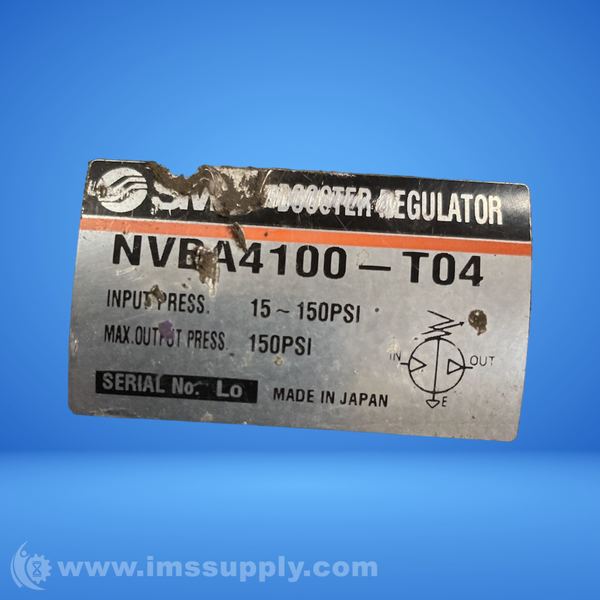 SMC BOOSTER REGULATOR
NVBA4100-T04
INPUT PRESS. 15~150PSI
MAX.OUTPUT PRESS. 150PSI
IN OUT
E
SERIAL No. Lo
MADE IN JAPAN
www.imssupply.com